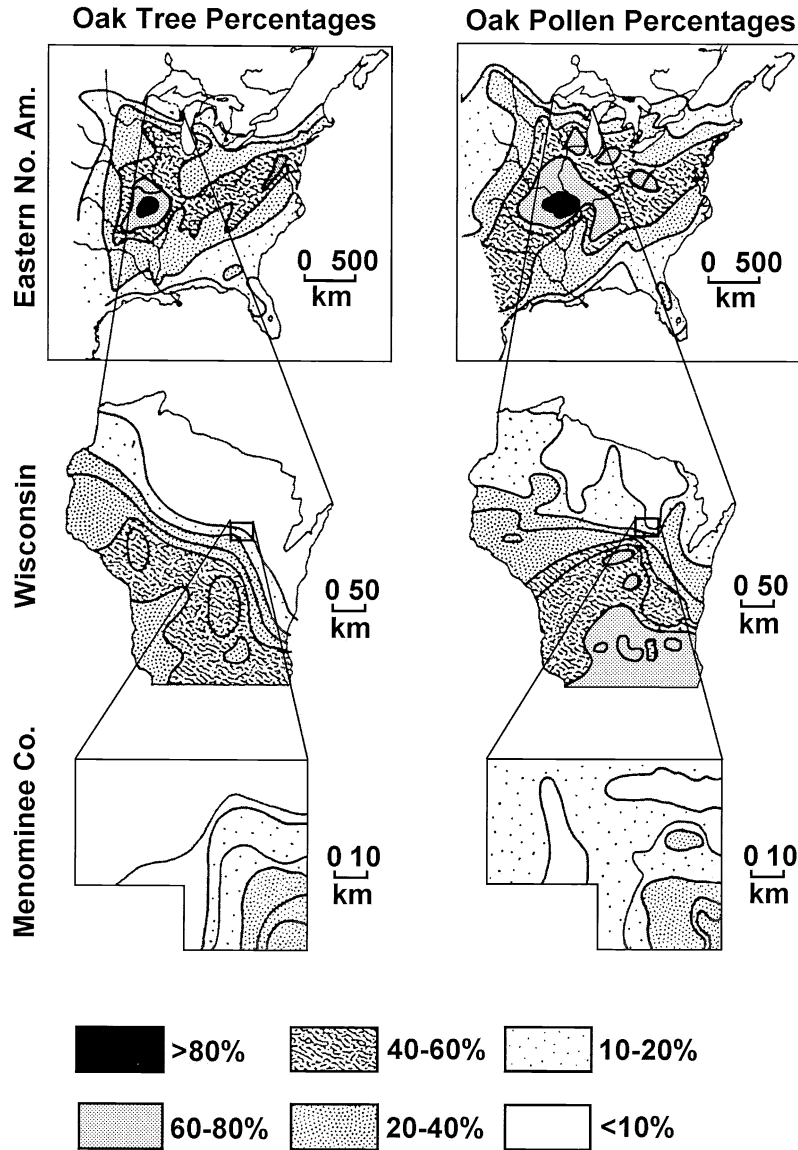 Oak Tree Percentages
Oak Pollen Percentages
Eastern No. Am.
0 500
km
0 500
km
Wisconsin
0 50
km
0 50
km
Menominee Co.
0 10
km
0 10
km
>80%
40-60%
10-20%
60-80%
20-40%
<10%